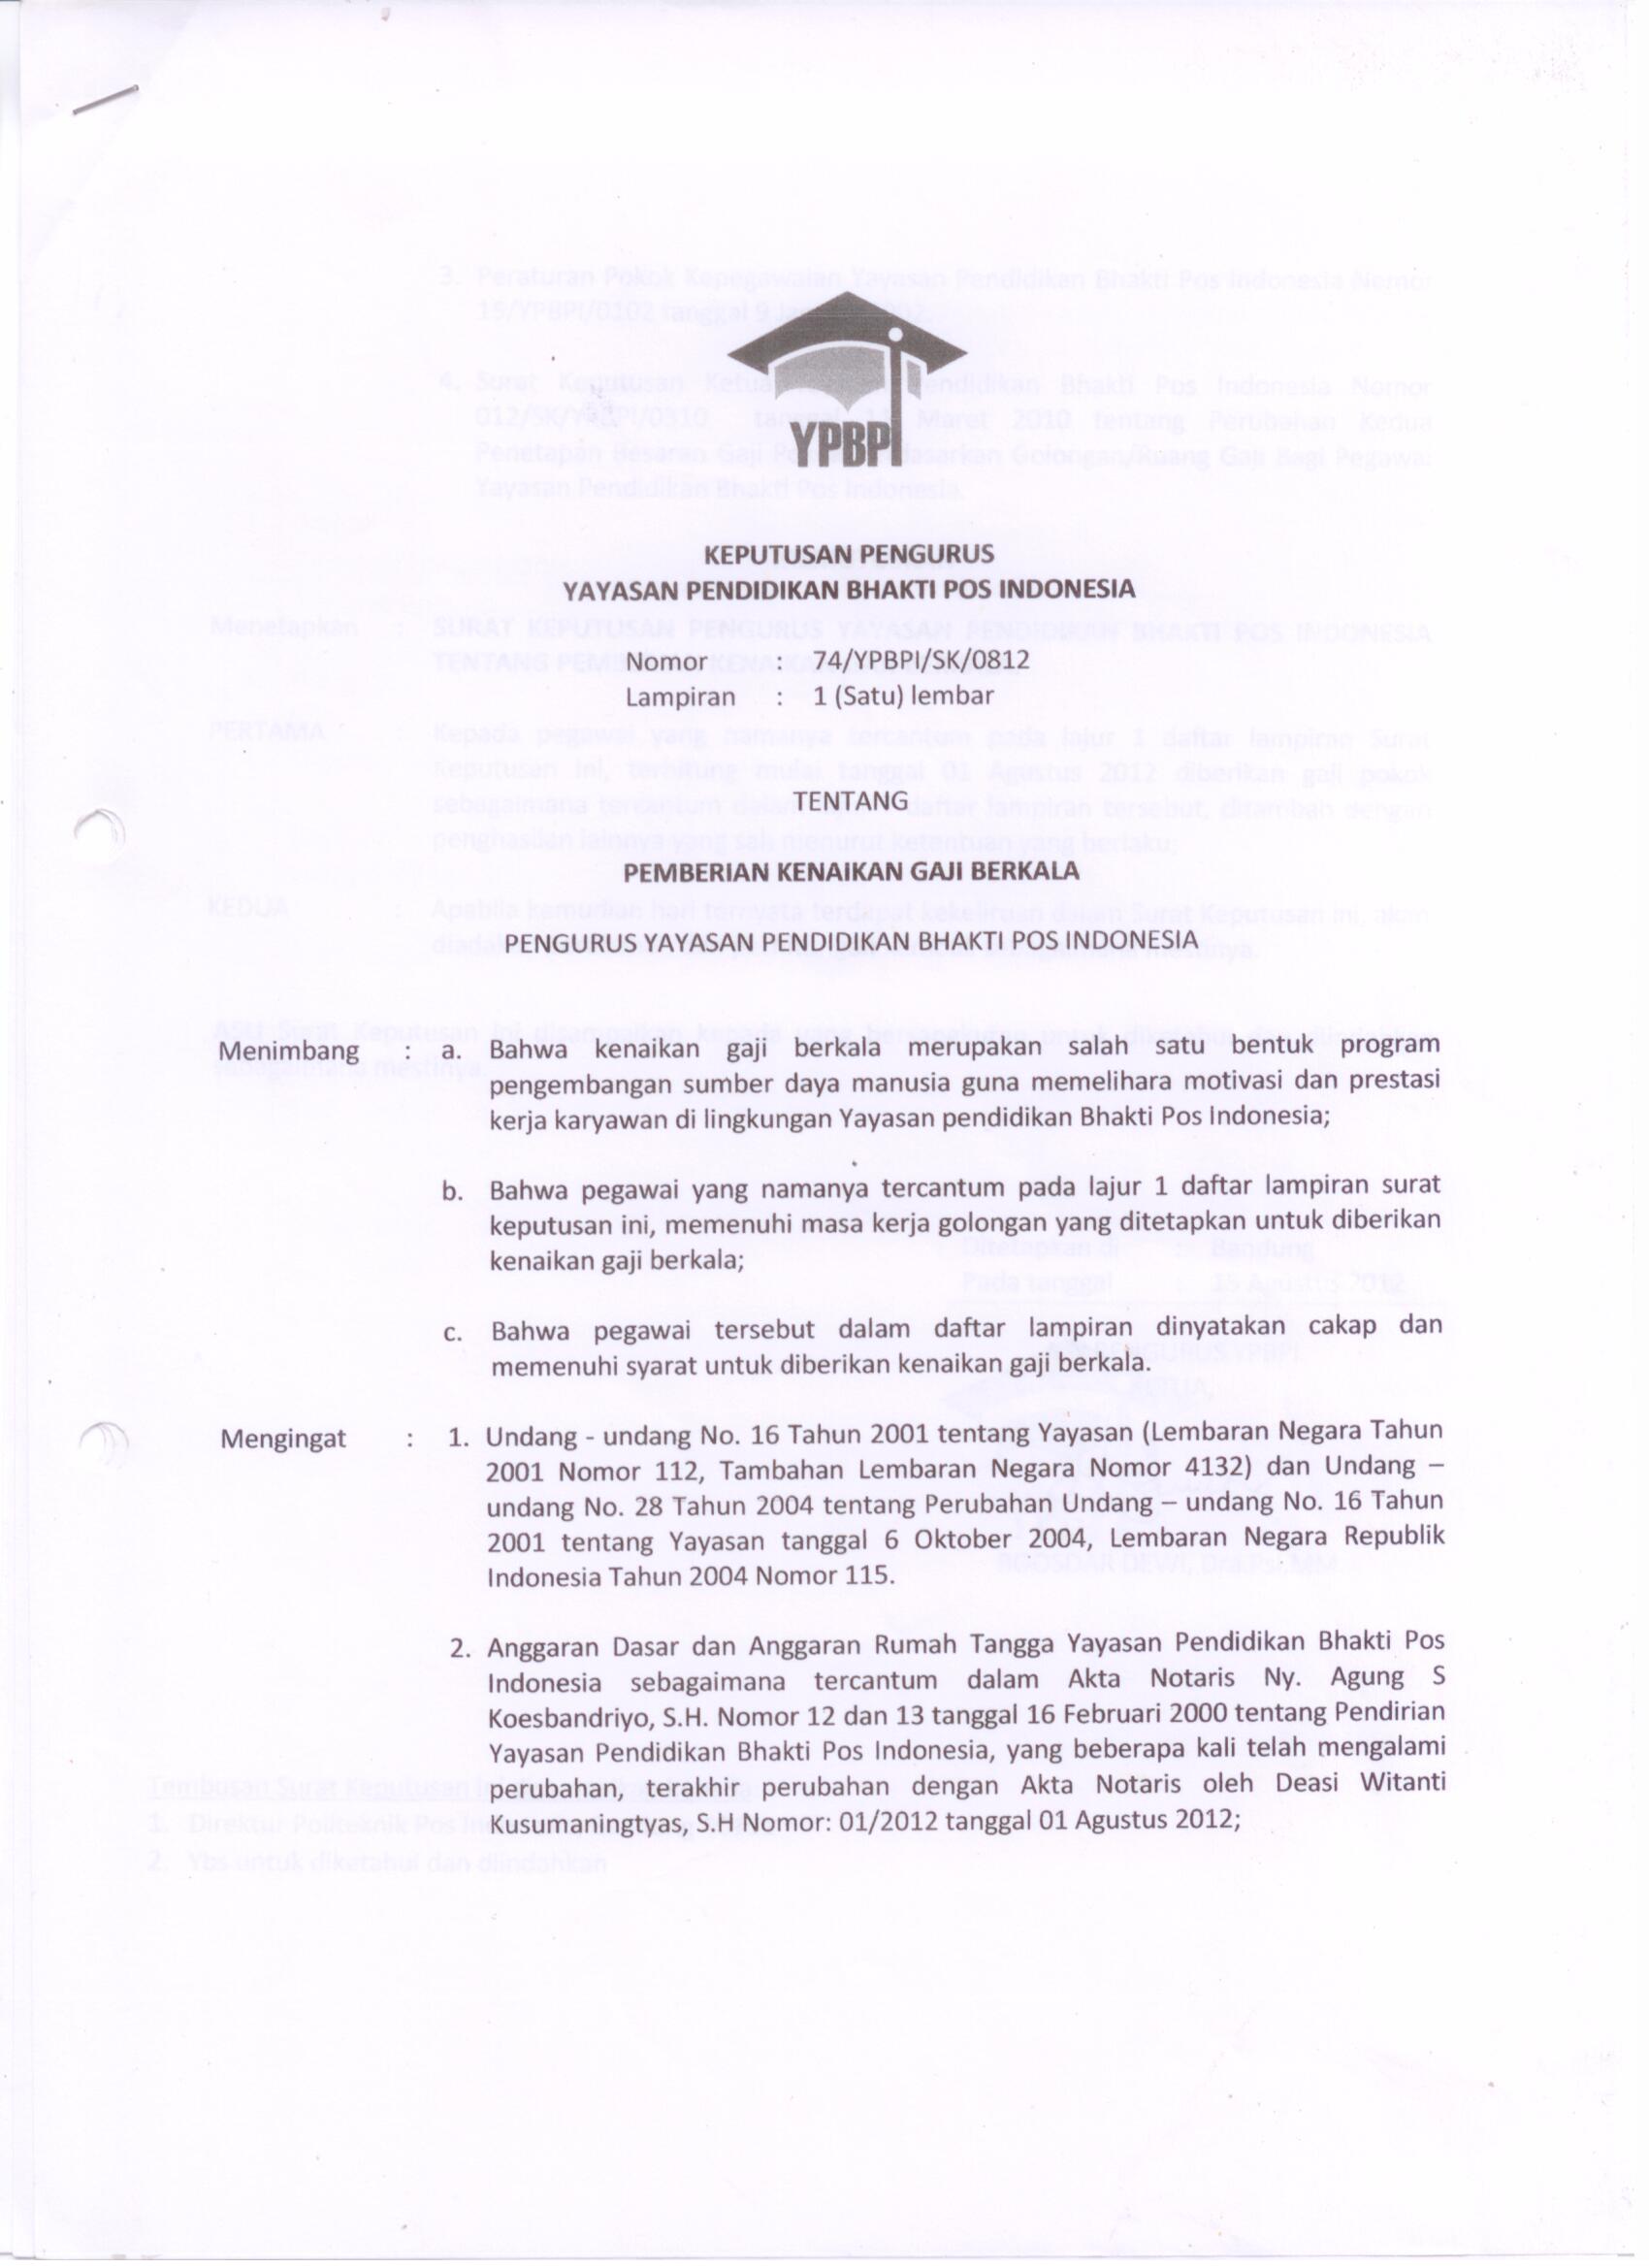 YPBPI
KEPUTUSAN PENGURUS
YAYASAN PENDIDIKAN BHAKTI POS INDONESIA
Nomor : 74/YPBPI/SK/0812
Lampiran : 1 (Satu) lembar
TENTANG
PEMBERIAN KENAIKAN GAJI BERKALA
PENGURUS YAYASAN PENDIDIKAN BHAKTI POS INDONESIA
Menimbang : a. Bahwa kenaikan gaji berkala merupakan salah satu bentuk program
pengembangan sumber daya manusia guna memelihara motivasi dan prestasi
kerja karyawan di lingkungan Yayasan pendidikan Bhakti Pos Indonesia;
b. Bahwa pegawai yang namanya tercantum pada lajur 1 daftar lampiran surat
keputusan ini, memenuhi masa kerja golongan yang ditetapkan untuk diberikan
kenaikan gaji berkala;
c. Bahwa pegawai tersebut dalam daftar lampiran dinyatakan cakap dan
memenuhi syarat untuk diberikan kenaikan gaji berkala.
Mengingat : 1. Undang - undang No. 16 Tahun 2001 tentang Yayasan (Lembaran Negara Tahun
2001 Nomor 112, Tambahan Lembaran Negara Nomor 4132) dan Undang –
undang No. 28 Tahun 2004 tentang Perubahan Undang – undang No. 16 Tahun
2001 tentang Yayasan tanggal 6 Oktober 2004, Lembaran Negara Republik
Indonesia Tahun 2004 Nomor 115.
2. Anggaran Dasar dan Anggaran Rumah Tangga Yayasan Pendidikan Bhakti Pos
Indonesia sebagaimana tercantum dalam Akta Notaris Ny. Agung S
Koesbandriyo, S.H. Nomor 12 dan 13 tanggal 16 Februari 2000 tentang Pendirian
Yayasan Pendidikan Bhakti Pos Indonesia, yang beberapa kali telah mengalami
perubahan, terakhir perubahan dengan Akta Notaris oleh Deasi Witanti
Kusumaningtyas, S.H Nomor: 01/2012 tanggal 01 Agustus 2012;